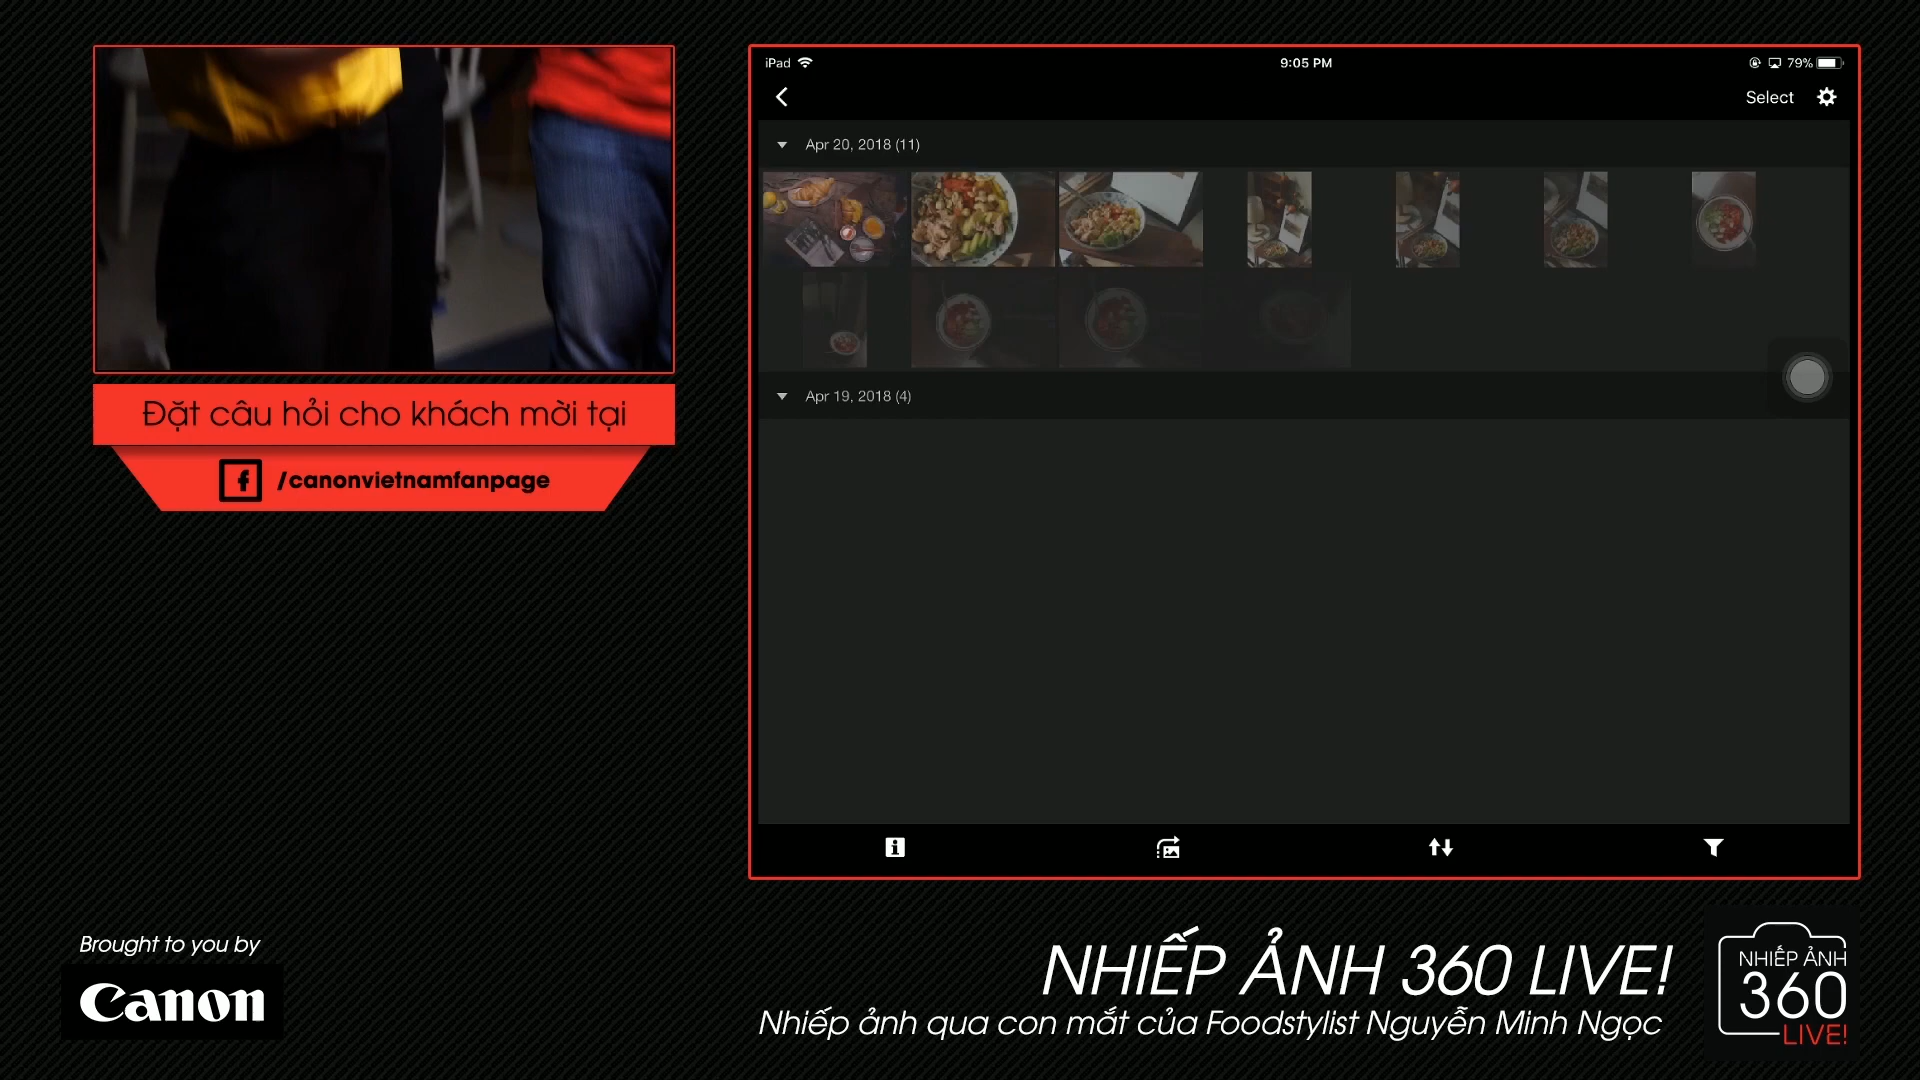 iPad
9:05 PM
79%
Select
Apr 20, 2018 (11)
Apr 19, 2018 (4)
Đặt câu hỏi cho khách mời tại
f /canonvietnamfanpage
Brought to you by
Canon
NHIẾP ẢNH 360 LIVE!
Nhiếp ảnh qua con mắt của Foodstylist Nguyễn Minh Ngọc
NHIẾP ẢNH
360
LIVE!